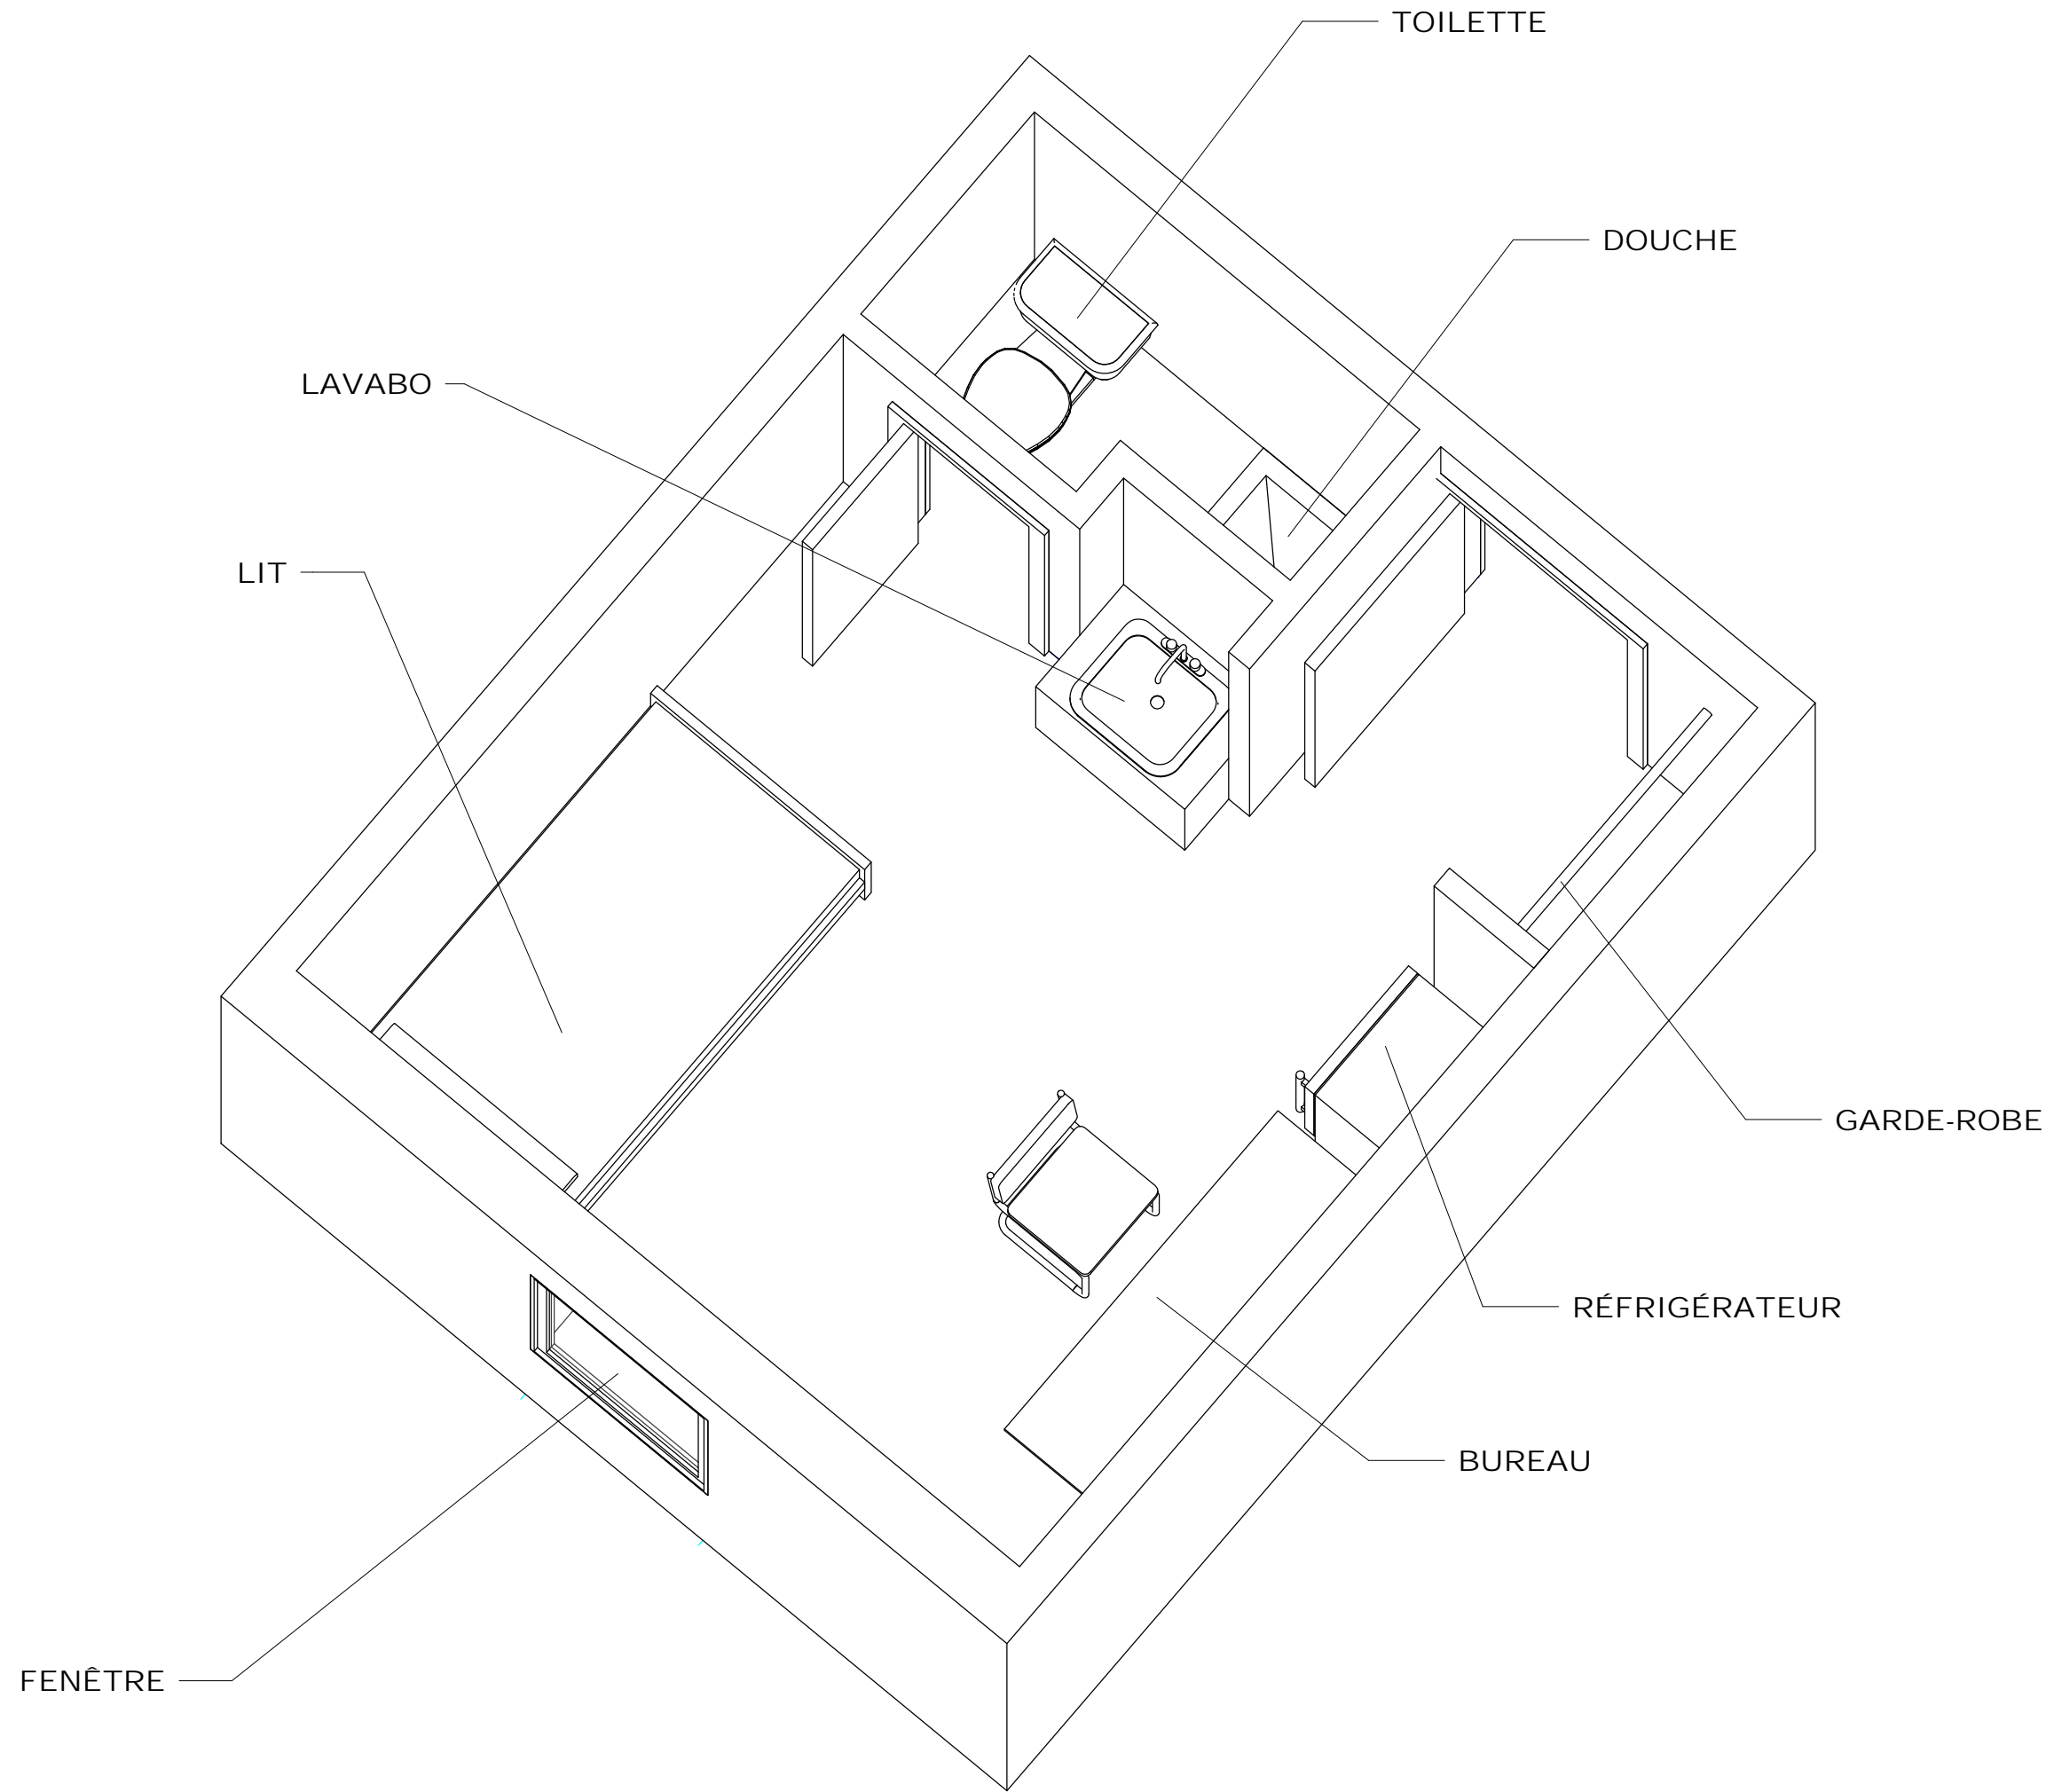 TOILETTE
DOUCHE
LAVABO
LIT
GARDE-ROBE
RÉFRIGÉRATEUR
BUREAU
FENÊTRE